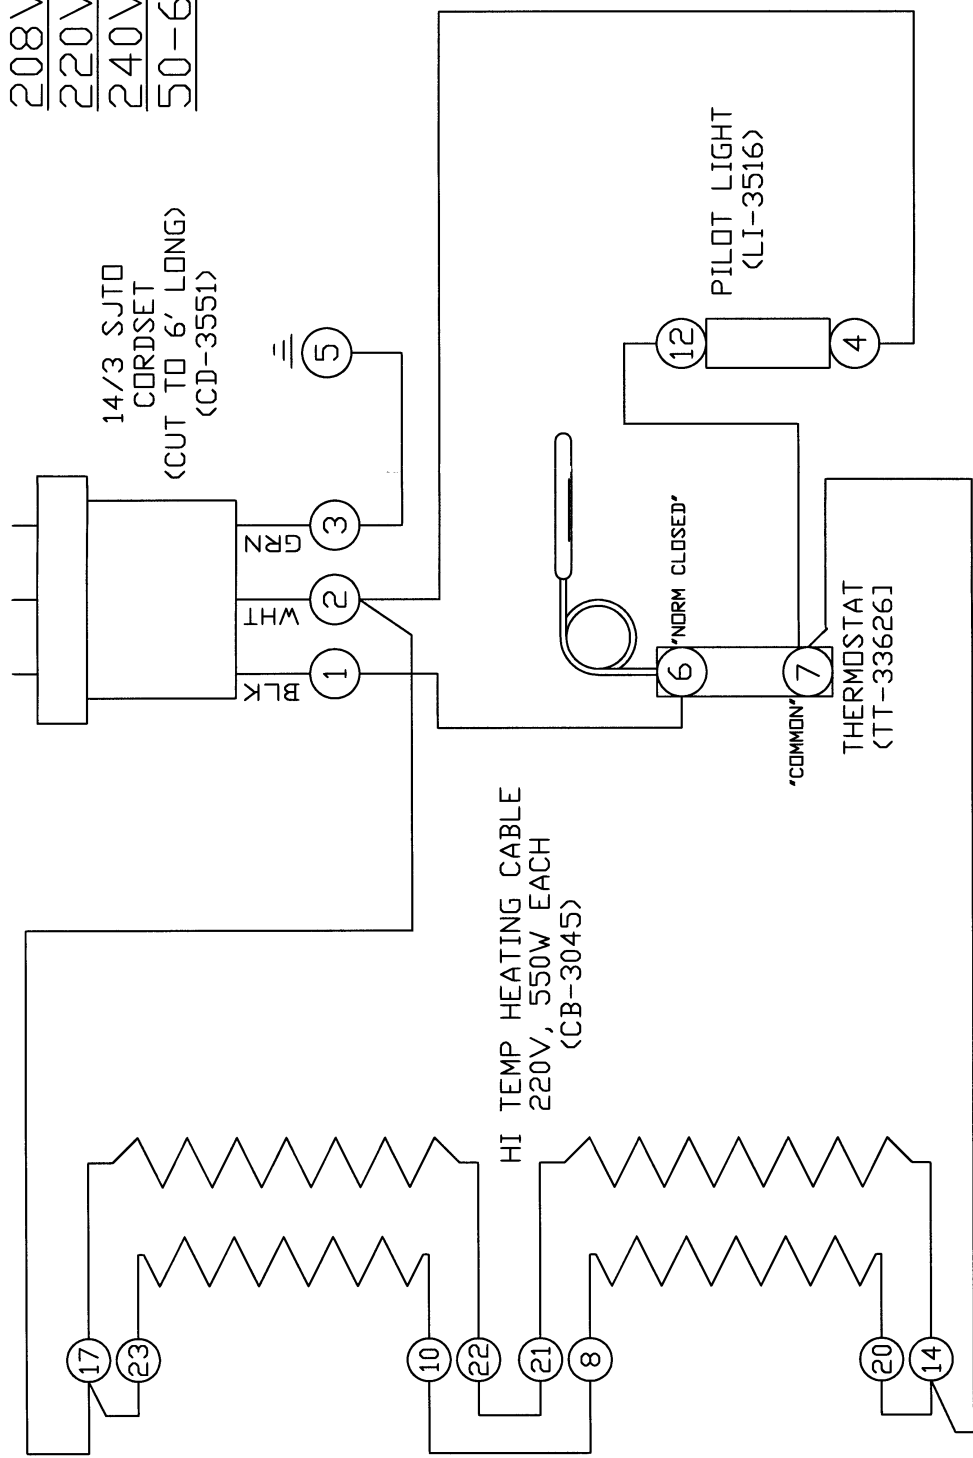 208V
220V
240V
50-6
14/3 SJTO
CORDSET
(CUT TO 6' LONG)
(CD-3551)
BLK
WHT
GRN
1
2
3
5
PILOT LIGHT
(LI-3516)
12
4
"NORM CLOSED"
6
7
"COMMON"
THERMOSTAT
(TT-33626]
HI TEMP HEATING CABLE
220V, 550W EACH
(CB-3045)
17
23
10
22
21
8
20
14